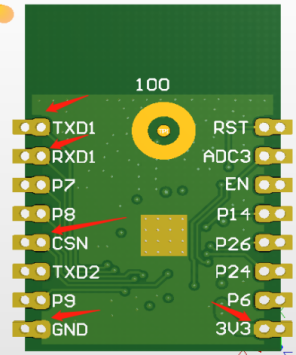 100
TXD1 RST
RXD1 ADC3
P7 EN
P8 P14
CSN P26
TXD2 P24
P9 P6
GND 3V3